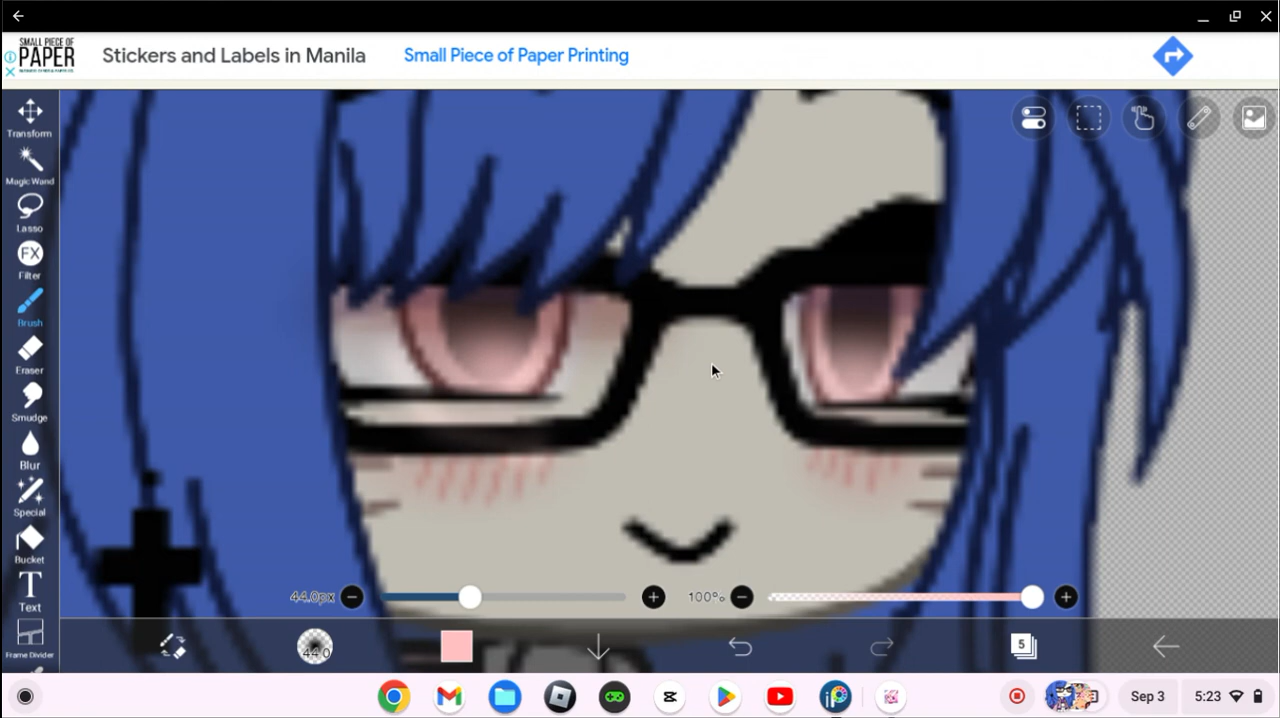 SMALL PIECE OF
PAPER
Stickers and Labels in Manila
Small Piece of Paper Printing
Transform
Magic Wand
Lasso
FX
Filter
Brush
Eraser
Smudge
Blur
Special
Bucket
T
Text
Frame Divider
44.0px
100%
44.0
5
Sep 3
5:23